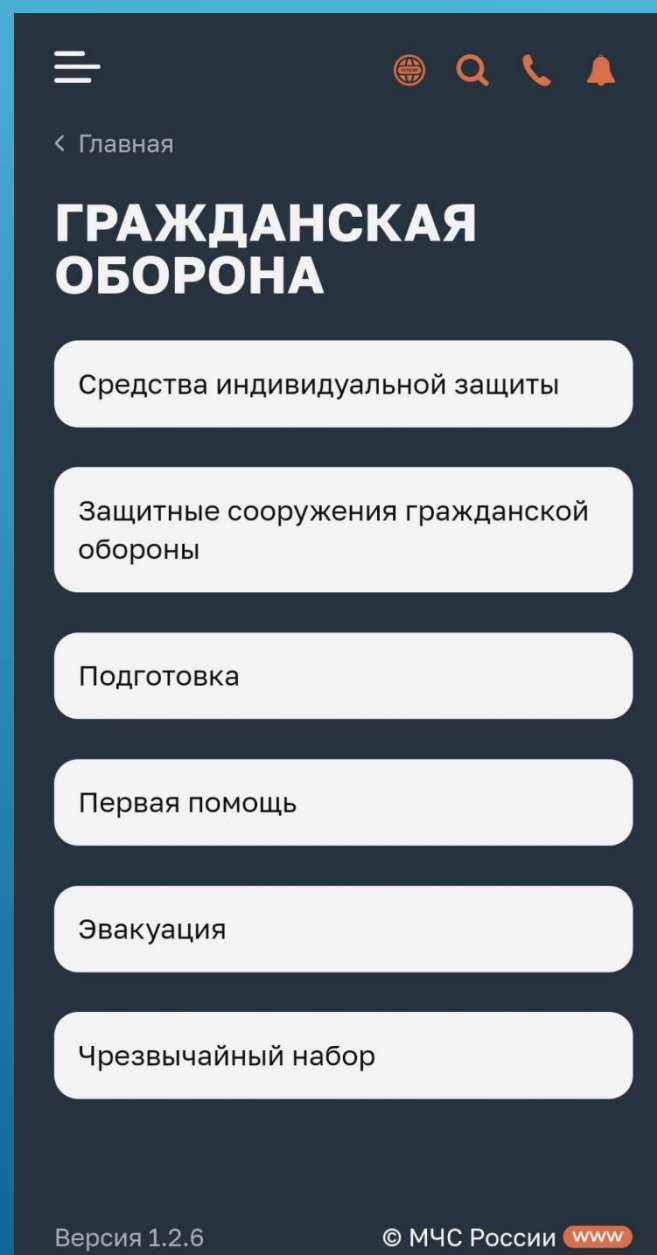 www
< Главная
ГРАЖДАНСКАЯ
ОБОРОНА
Средства индивидуальной защиты
Защитные сооружения гражданской
обороны
Подготовка
Первая помощь
Эвакуация
Чрезвычайный набор
Версия 1.2.6 © МЧС России www